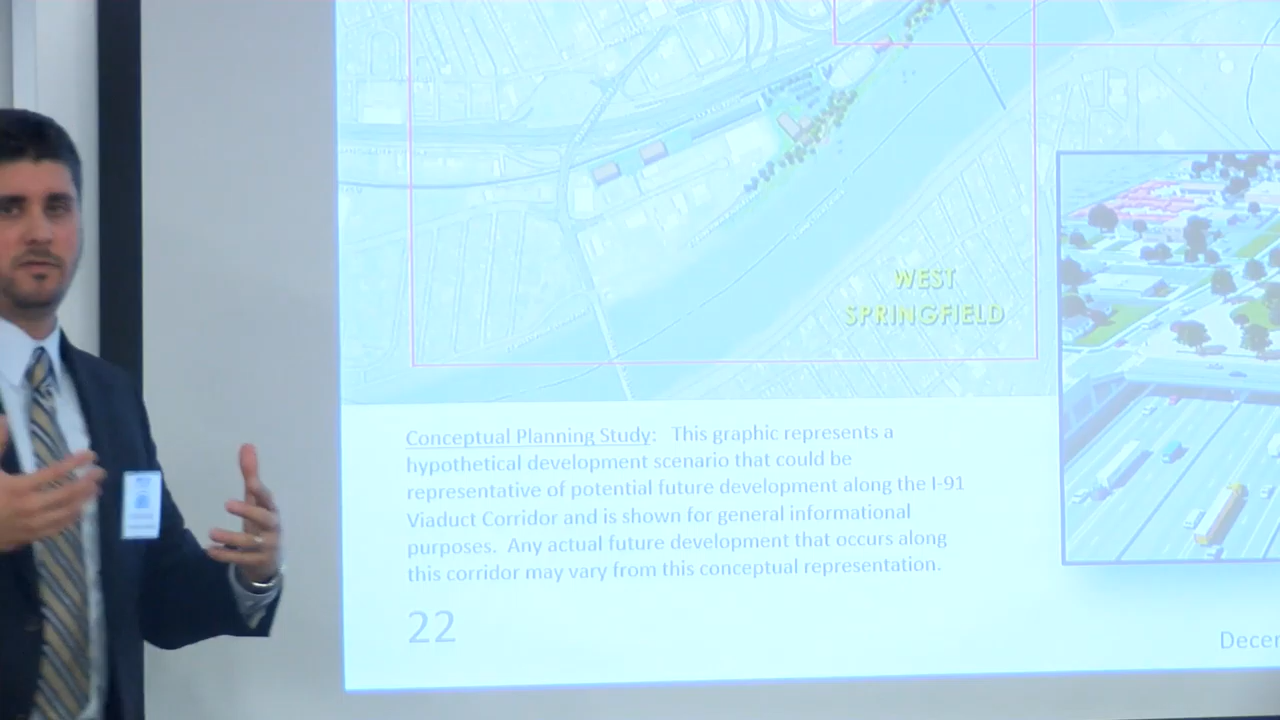 WEST
SPRINGFIELD
Conceptual Planning Study: This graphic represents a
hypothetical development scenario that could be
representative of potential future development along the I-91
Viaduct Corridor and is shown for general informational
purposes. Any actual future development that occurs along
this corridor may vary from this conceptual representation.
22
Decem